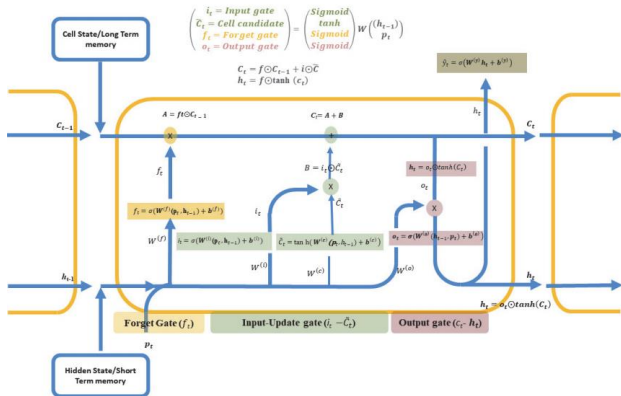 i_t = Input gate
C̃_t = Cell candidate
f_t = Forget gate
o_t = Output gate
=
Sigmoid
tanh
Sigmoid
Sigmoid
W
(h_{t-1})
p_t
C_t = f⊙C_{t-1} + i⊙C̃
h_t = f⊙tanh (c_t)
Cell State/Long Term
memory
ŷ_t = σ(W^{(y)} h_t + b^{(y)})
A = ft⊙C_{t-1}
C_t = A + B
h_t
C_{t-1}
C_t
X
+
f_t
B = i_t⊙C̃_t
h_t = o_t⊙tanh(C_t)
X
o_t
X
i_t
C̃_t
f_t = σ(W^{(f)}(p_t, h_{t-1}) + b^{(f)})
i_t = σ(W^{(i)}(p_t, h_{t-1}) + b^{(i)})
C̃_t = tan h(W^{(c)} (p_t, h_{t-1}) + b^{(c)})
o_t = σ(W^{(o)}(h_{t-1}, p_t) + b^{(o)})
W^{(f)}
W^{(i)}
W^{(c)}
W^{(o)}
h_{t-1}
h_t
h_t = o_t⊙tanh(C_t)
Forget Gate (f_t)
Input-Update gate (i_t – C̃_t)
Output gate (c_t- h_t)
p_t
Hidden State/Short
Term memory